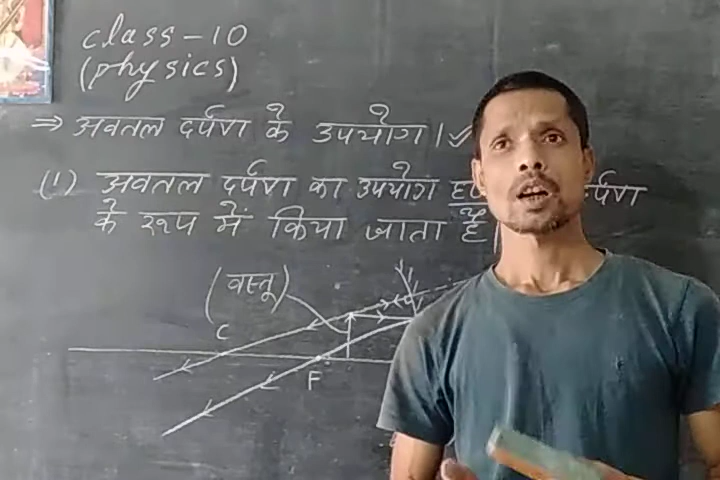 class-10
(physics)
⇒ अवतल दर्पण के उपयोग।✓
(1) अवतल दर्पण का उपयोग
के रूप में किया जाता है।
(वस्तु)
C
F